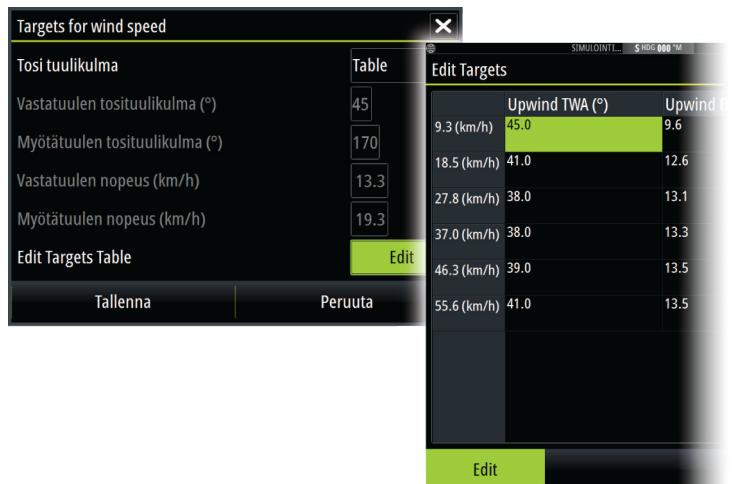 Targets for wind speed
Tosi tuulikulma Table
Vastatuulen tosituulikulma (°) 45
Myötätuulen tosituulikulma (°) 170
Vastatuulen nopeus (km/h) 13.3
Myötätuulen nopeus (km/h) 19.3
Edit Targets Table Edit
Tallenna Peruuta
SIMULOINTI... S HDG 000 °M
Edit Targets
Upwind TWA (°) Upwind
9.3 (km/h) 45.0 9.6
18.5 (km/h) 41.0 12.6
27.8 (km/h) 38.0 13.1
37.0 (km/h) 38.0 13.3
46.3 (km/h) 39.0 13.5
55.6 (km/h) 41.0 13.5
Edit